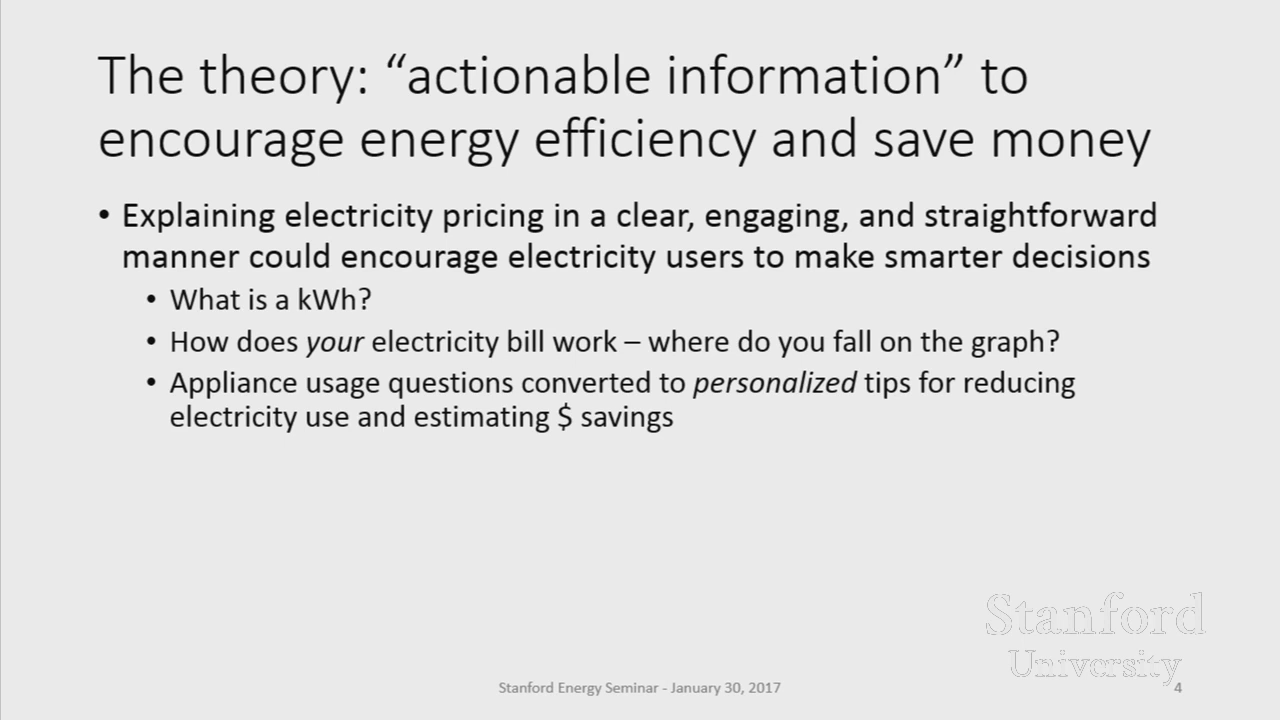 The theory: “actionable information” to
encourage energy efficiency and save money
• Explaining electricity pricing in a clear, engaging, and straightforward
manner could encourage electricity users to make smarter decisions
• What is a kWh?
• How does your electricity bill work – where do you fall on the graph?
• Appliance usage questions converted to personalized tips for reducing
electricity use and estimating $ savings
Stanford
University
Stanford Energy Seminar - January 30, 2017
4